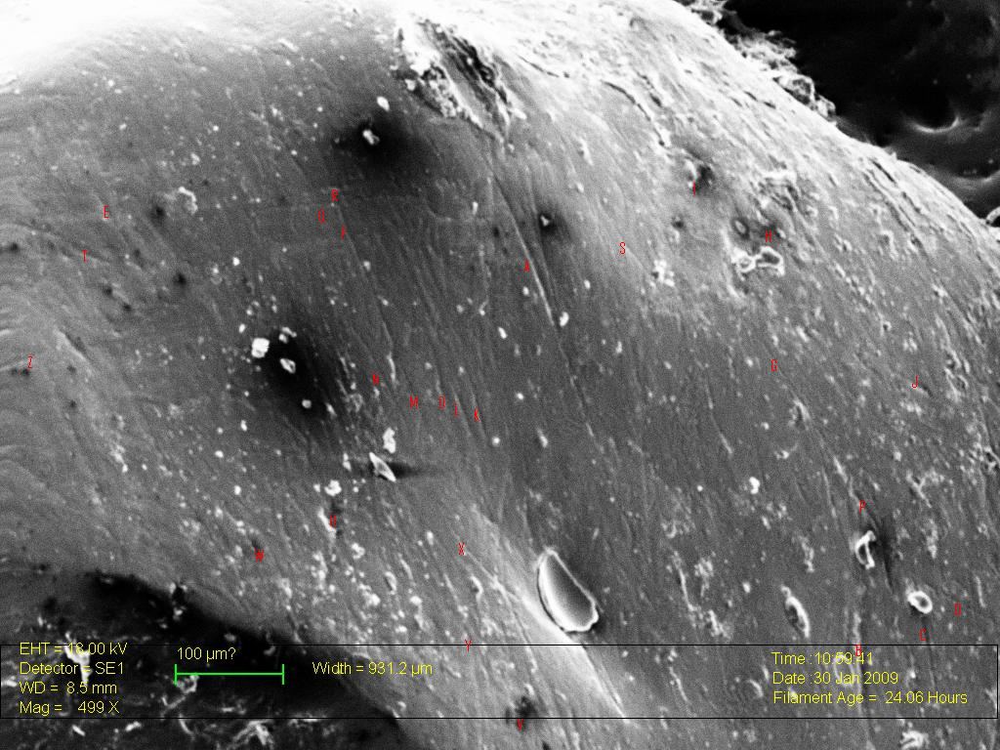 E
R
T
S
Z
G
J
M
L
K
X
EHT = 18.00 kV
Detector = SE1
WD = 8.5 mm
Mag = 499 X
100 µm?
Width = 931.2 µm
Time :10:59:41
Date :30 Jan 2009
Filament Age = 24.06 Hours